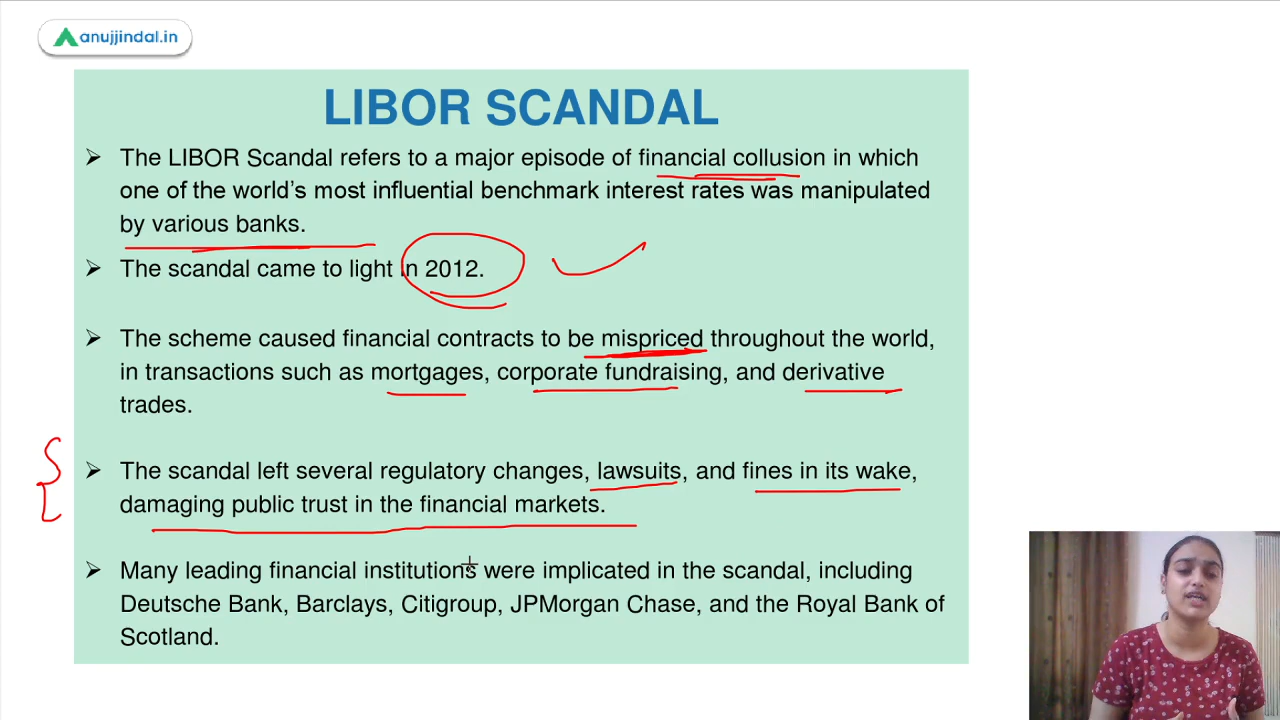 anujjindal.in
LIBOR SCANDAL
➢ The LIBOR Scandal refers to a major episode of financial collusion in which
one of the world’s most influential benchmark interest rates was manipulated
by various banks.
➢ The scandal came to light in 2012.
➢ The scheme caused financial contracts to be mispriced throughout the world,
in transactions such as mortgages, corporate fundraising, and derivative
trades.
➢ The scandal left several regulatory changes, lawsuits, and fines in its wake,
damaging public trust in the financial markets.
➢ Many leading financial institutions were implicated in the scandal, including
Deutsche Bank, Barclays, Citigroup, JPMorgan Chase, and the Royal Bank of
Scotland.